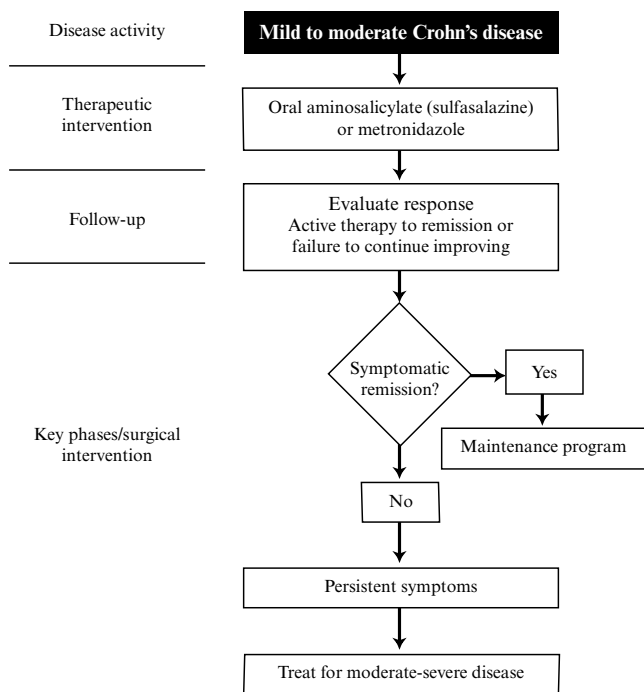 Disease activity
Mild to moderate Crohn's disease
Therapeutic
intervention
Oral aminosalicylate (sulfasalazine)
or metronidazole
Follow-up
Evaluate response
Active therapy to remission or
failure to continue improving
Key phases/surgical
intervention
Symptomatic
remission?
Yes
Maintenance program
No
Persistent symptoms
Treat for moderate-severe disease